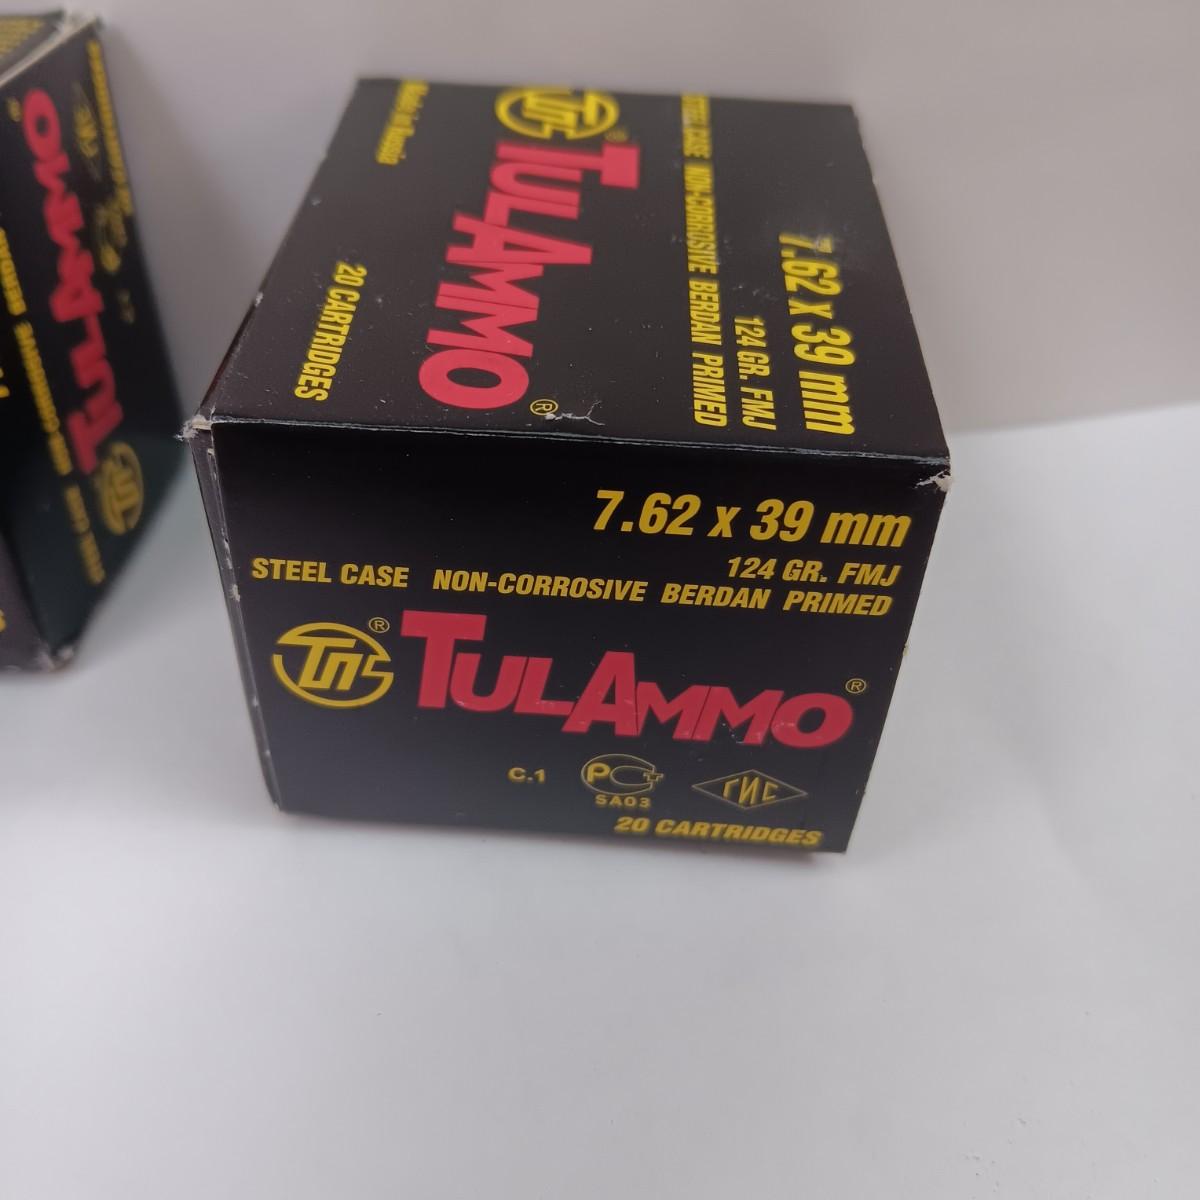 Made in Russia
20 CARTRIDGES
TSIS®
TULAMMO®
STEEL CASE NON-CORROSIVE BERDAN PRIMED
124 GR. FMJ
7.62 x 39 mm
7.62 x 39 mm
124 GR. FMJ
STEEL CASE NON-CORROSIVE BERDAN PRIMED
®
TULAMMO®
C.1
PCT
SA03
ГИС
20 CARTRIDGES
TULAMMO